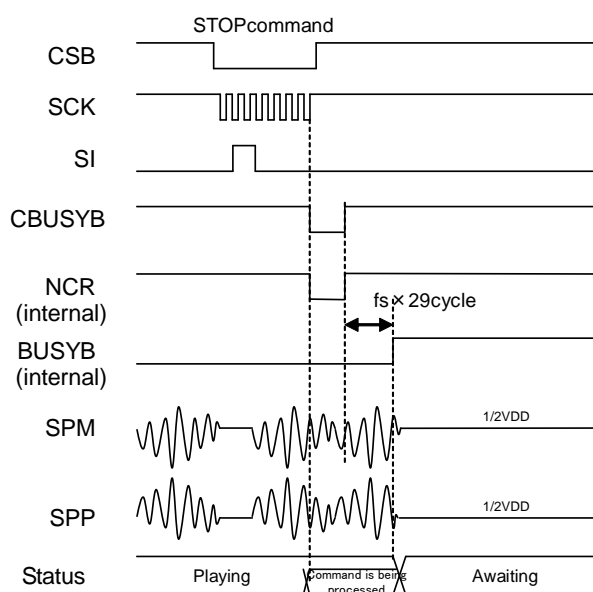 STOPcommand
CSB
SCK
SI
CBUSYB
NCR
(internal)
fs×29cycle
BUSYB
(internal)
SPM
1/2VDD
SPP
1/2VDD
Status
Playing
Command is being
processed
Awaiting